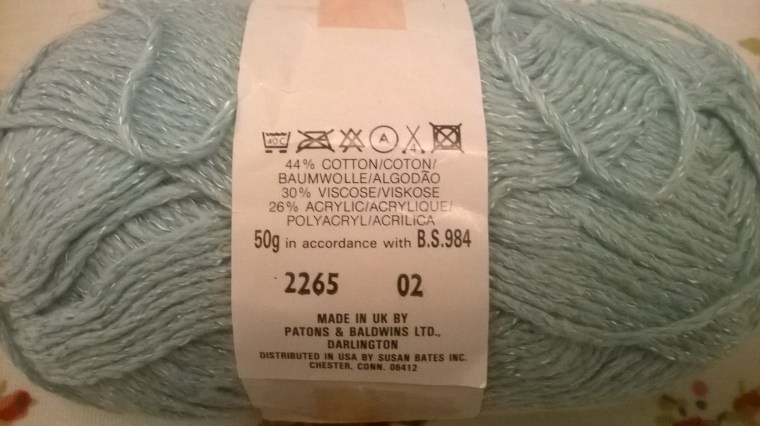 40C A
44% COTTON/COTON/
BAUMWOLLE/ALGODÃO
30% VISCOSE/VISKOSE
26% ACRYLIC/ACRYLIQUE/
POLYACRYL/ACRILICA
50g in accordance with B.S.984
2265 02
MADE IN UK BY
PATONS & BALDWINS LTD.,
DARLINGTON
DISTRIBUTED IN USA BY SUSAN BATES INC.
CHESTER, CONN. 06412